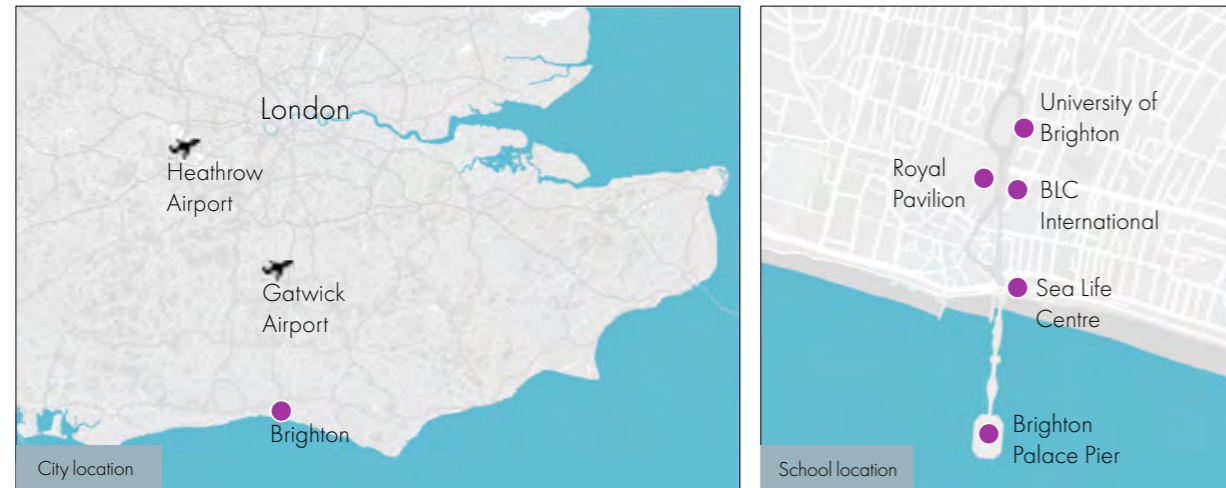 London
Heathrow
Airport
Gatwick
Airport
Brighton
City location
University of
Brighton
Royal
Pavilion
BLC
International
Sea Life
Centre
Brighton
Palace Pier
School location